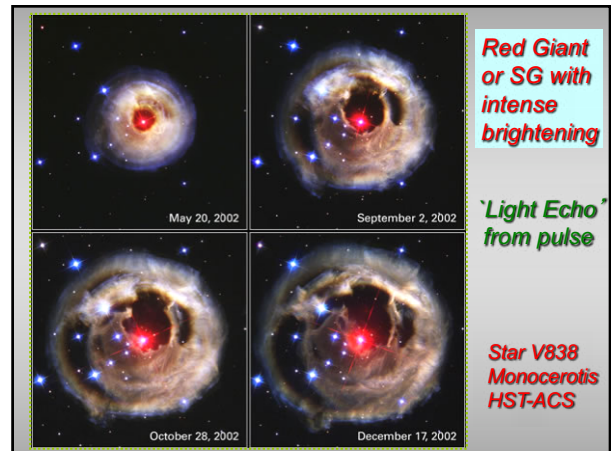 Red Giant
or SG with
intense
brightening
May 20, 2002
September 2, 2002
`Light Echo’
from pulse
October 28, 2002
December 17, 2002
Star V838
Monocerotis
HST-ACS